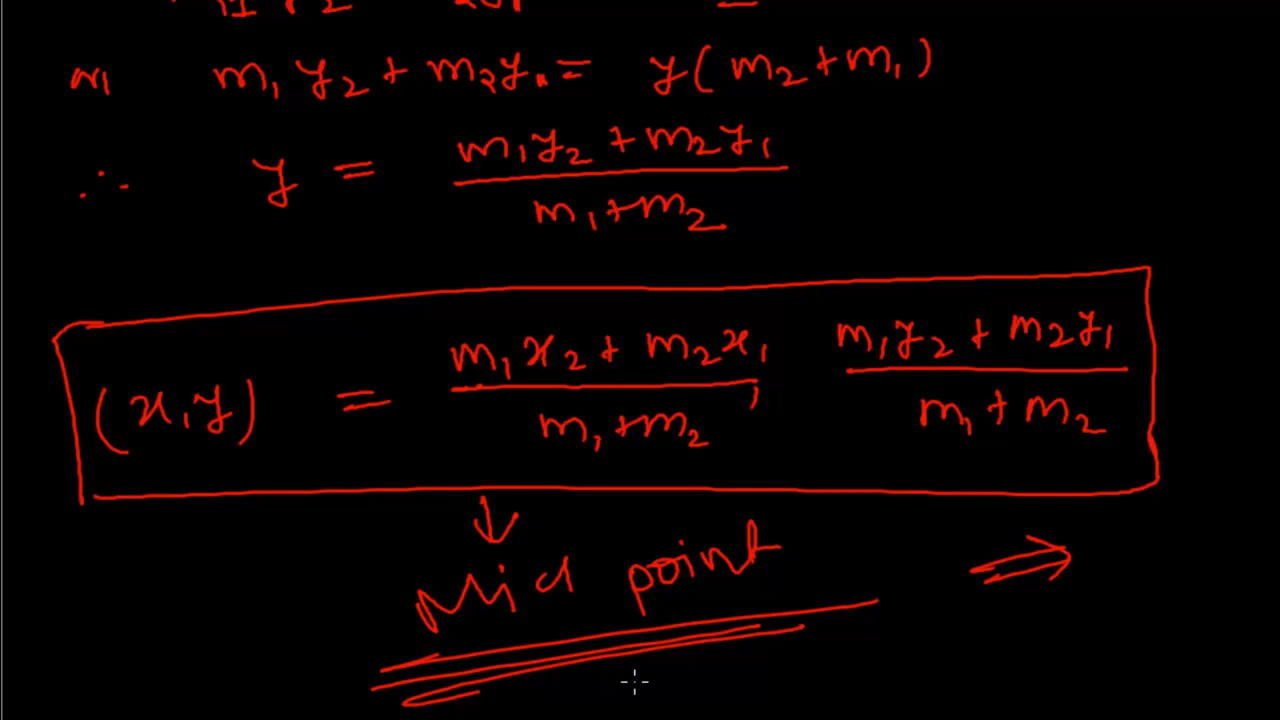 m₁y₂ + m₂y₁ = y(m₂+m₁)
∴ y = (m₁y₂ + m₂y₁)/(m₁+m₂)
(x,y) = (m₁x₂ + m₂x₁)/(m₁+m₂), (m₁y₂ + m₂y₁)/(m₁+m₂)
↓
Mid point ⇒